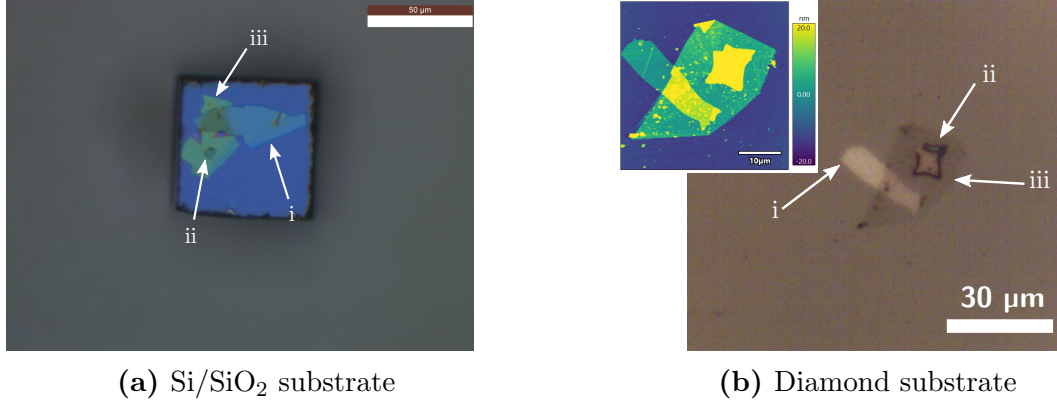 50 µm
iii
ii
i
(a) Si/SiO₂ substrate
nm
20.0
0.00
-20.0
10µm
ii
iii
i
30 µm
(b) Diamond substrate